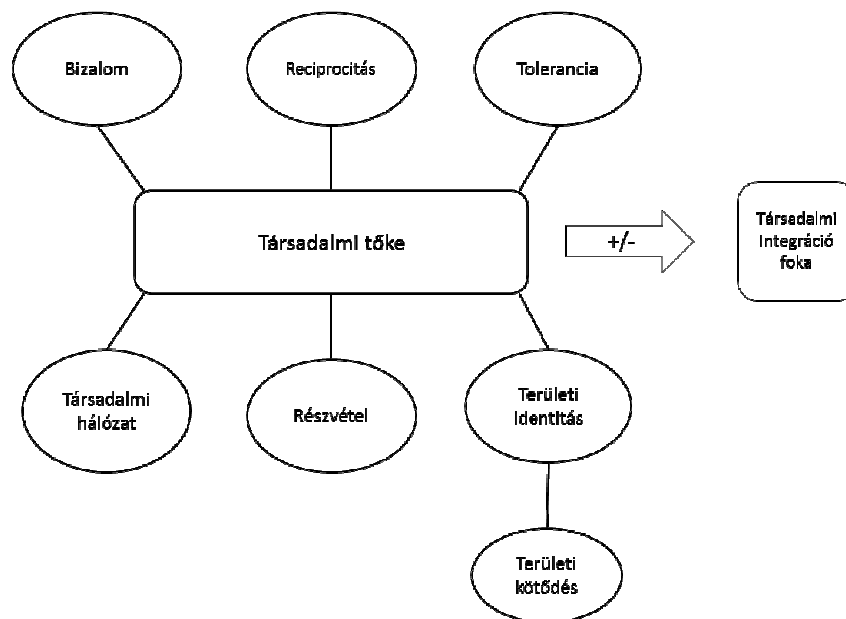 Bizalom
Reciprocitás
Tolerancia
Társadalmi tőke
+/-
Társadalmi
Integráció
foka
Társadalmi
hálózat
Részvétel
Területi
Identitás
Területi
kötődés